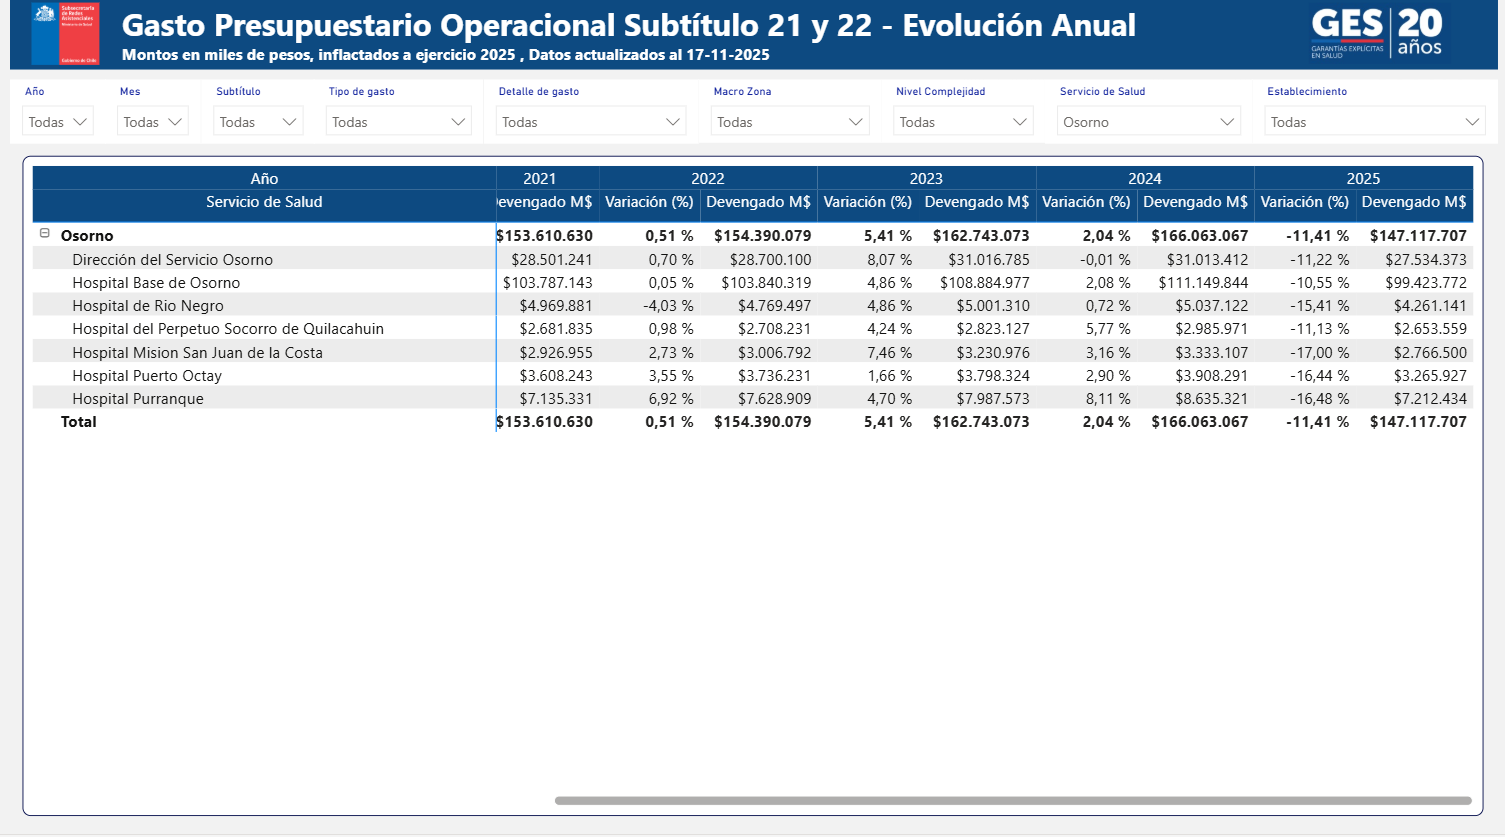 Subsecretaría
de Redes
Asistenciales
Ministerio de Salud
Gobierno de Chile
Gasto Presupuestario Operacional Subtítulo 21 y 22 - Evolución Anual
Montos en miles de pesos, inflactados a ejercicio 2025 , Datos actualizados al 17-11-2025
GES 20 años
GARANTÍAS EXPLÍCITAS
EN SALUD
Año Mes Subtítulo Tipo de gasto Detalle de gasto Macro Zona Nivel Complejidad Servicio de Salud Establecimiento
Todas Todas Todas Todas Todas Todas Todas Osorno Todas
Año 2021 2022 2023 2024 2025
Servicio de Salud Devengado M$ Variación (%) Devengado M$ Variación (%) Devengado M$ Variación (%) Devengado M$ Variación (%) Devengado M$
Osorno $153.610.630 0,51 % $154.390.079 5,41 % $162.743.073 2,04 % $166.063.067 -11,41 % $147.117.707
Dirección del Servicio Osorno $28.501.241 0,70 % $28.700.100 8,07 % $31.016.785 -0,01 % $31.013.412 -11,22 % $27.534.373
Hospital Base de Osorno $103.787.143 0,05 % $103.840.319 4,86 % $108.884.977 2,08 % $111.149.844 -10,55 % $99.423.772
Hospital de Rio Negro $4.969.881 -4,03 % $4.769.497 4,86 % $5.001.310 0,72 % $5.037.122 -15,41 % $4.261.141
Hospital del Perpetuo Socorro de Quilacahuin $2.681.835 0,98 % $2.708.231 4,24 % $2.823.127 5,77 % $2.985.971 -11,13 % $2.653.559
Hospital Mision San Juan de la Costa $2.926.955 2,73 % $3.006.792 7,46 % $3.230.976 3,16 % $3.333.107 -17,00 % $2.766.500
Hospital Puerto Octay $3.608.243 3,55 % $3.736.231 1,66 % $3.798.324 2,90 % $3.908.291 -16,44 % $3.265.927
Hospital Purranque $7.135.331 6,92 % $7.628.909 4,70 % $7.987.573 8,11 % $8.635.321 -16,48 % $7.212.434
Total $153.610.630 0,51 % $154.390.079 5,41 % $162.743.073 2,04 % $166.063.067 -11,41 % $147.117.707